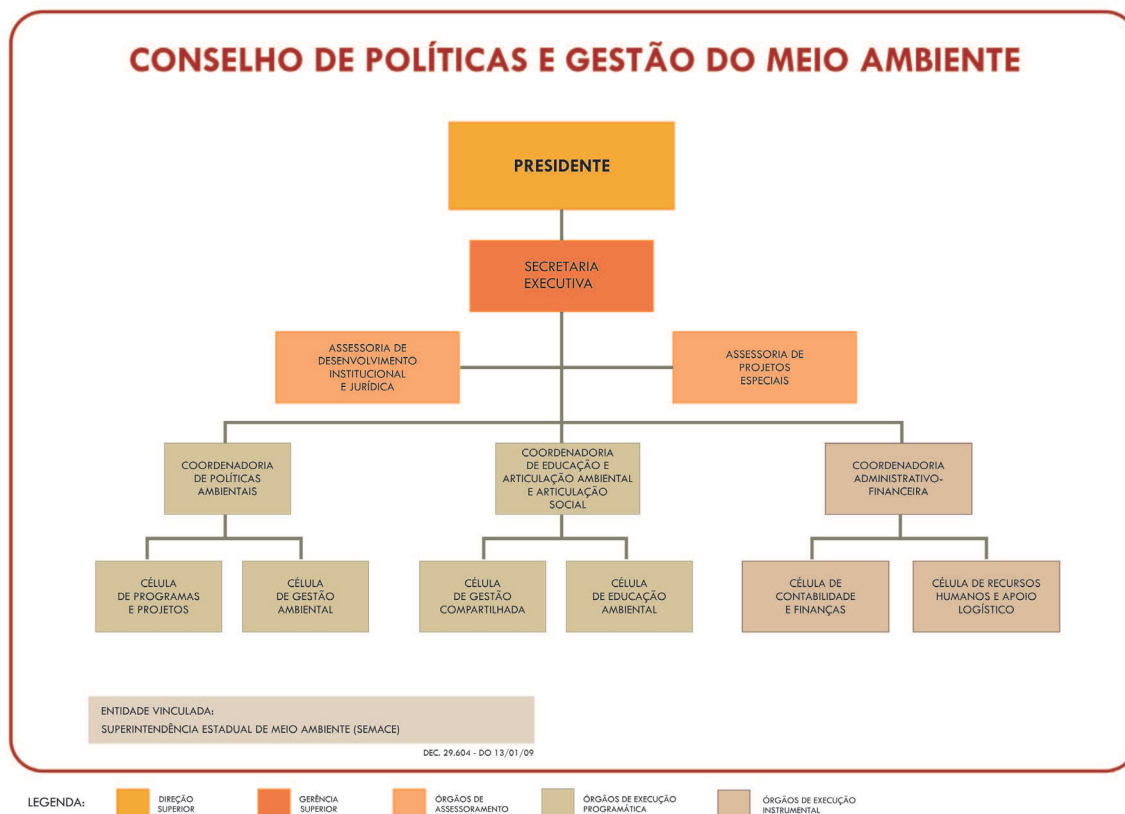 CONSELHO DE POLÍTICAS E GESTÃO DO MEIO AMBIENTE
PRESIDENTE
SECRETARIA
EXECUTIVA
ASSESSORIA DE
DESENVOLVIMENTO
INSTITUCIONAL
E JURÍDICA
ASSESSORIA DE
PROJETOS
ESPECIAIS
COORDENADORIA
DE POLÍTICAS
AMBIENTAIS
COORDENADORIA
DE EDUCAÇÃO E
ARTICULAÇÃO AMBIENTAL
E ARTICULAÇÃO
SOCIAL
COORDENADORIA
ADMINISTRATIVO-
FINANCEIRA
CÉLULA
DE PROGRAMAS
E PROJETOS
CÉLULA
DE GESTÃO
AMBIENTAL
CÉLULA
DE GESTÃO
COMPARTILHADA
CÉLULA
DE EDUCAÇÃO
AMBIENTAL
CÉLULA DE
CONTABILIDADE
E FINANÇAS
CÉLULA DE RECURSOS
HUMANOS E APOIO
LOGÍSTICO
ENTIDADE VINCULADA:
SUPERINTENDÊNCIA ESTADUAL DE MEIO AMBIENTE (SEMACE)
DEC. 29.604 - DO 13/01/09
LEGENDA:
DIREÇÃO
SUPERIOR
GERÊNCIA
SUPERIOR
ÓRGÃOS DE
ASSESSORAMENTO
ÓRGÃOS DE EXECUÇÃO
PROGRAMÁTICA
ÓRGÃOS DE EXECUÇÃO
INSTRUMENTAL